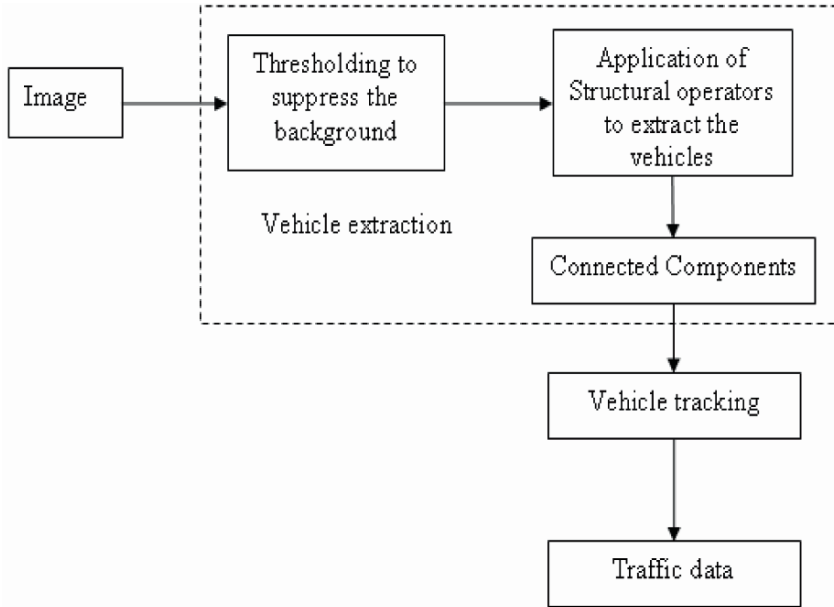 Image
Thresholding to
suppress the
background
Application of
Structural operators
to extract the
vehicles
Vehicle extraction
Connected Components
Vehicle tracking
Traffic data